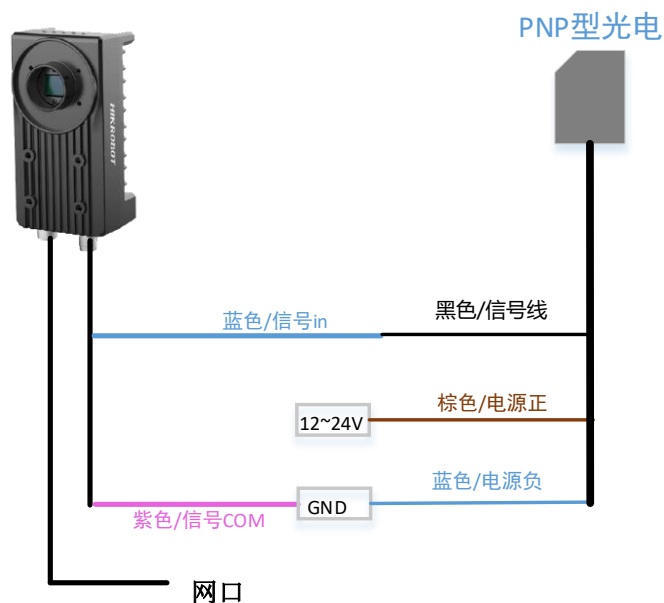 PNP型光电
HIKROBOT
黑色/信号线
蓝色/信号in
棕色/电源正
12~24V
蓝色/电源负
GND
紫色/信号COM
网口